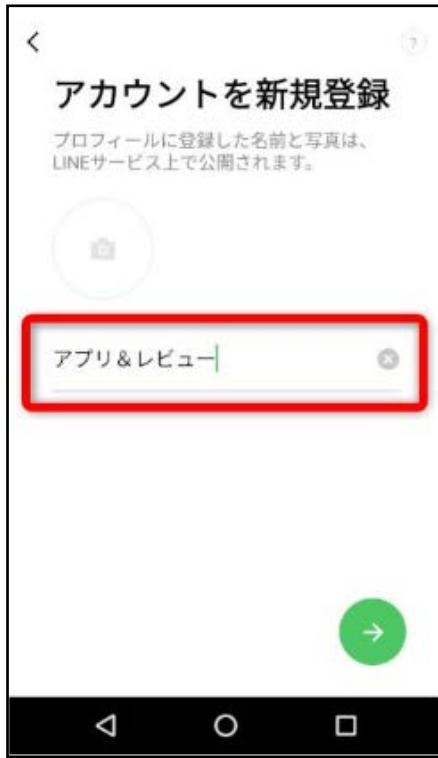 ?
アカウントを新規登録
プロフィールに登録した名前と写真は、
LINEサービス上で公開されます。
アプリ&レビュー